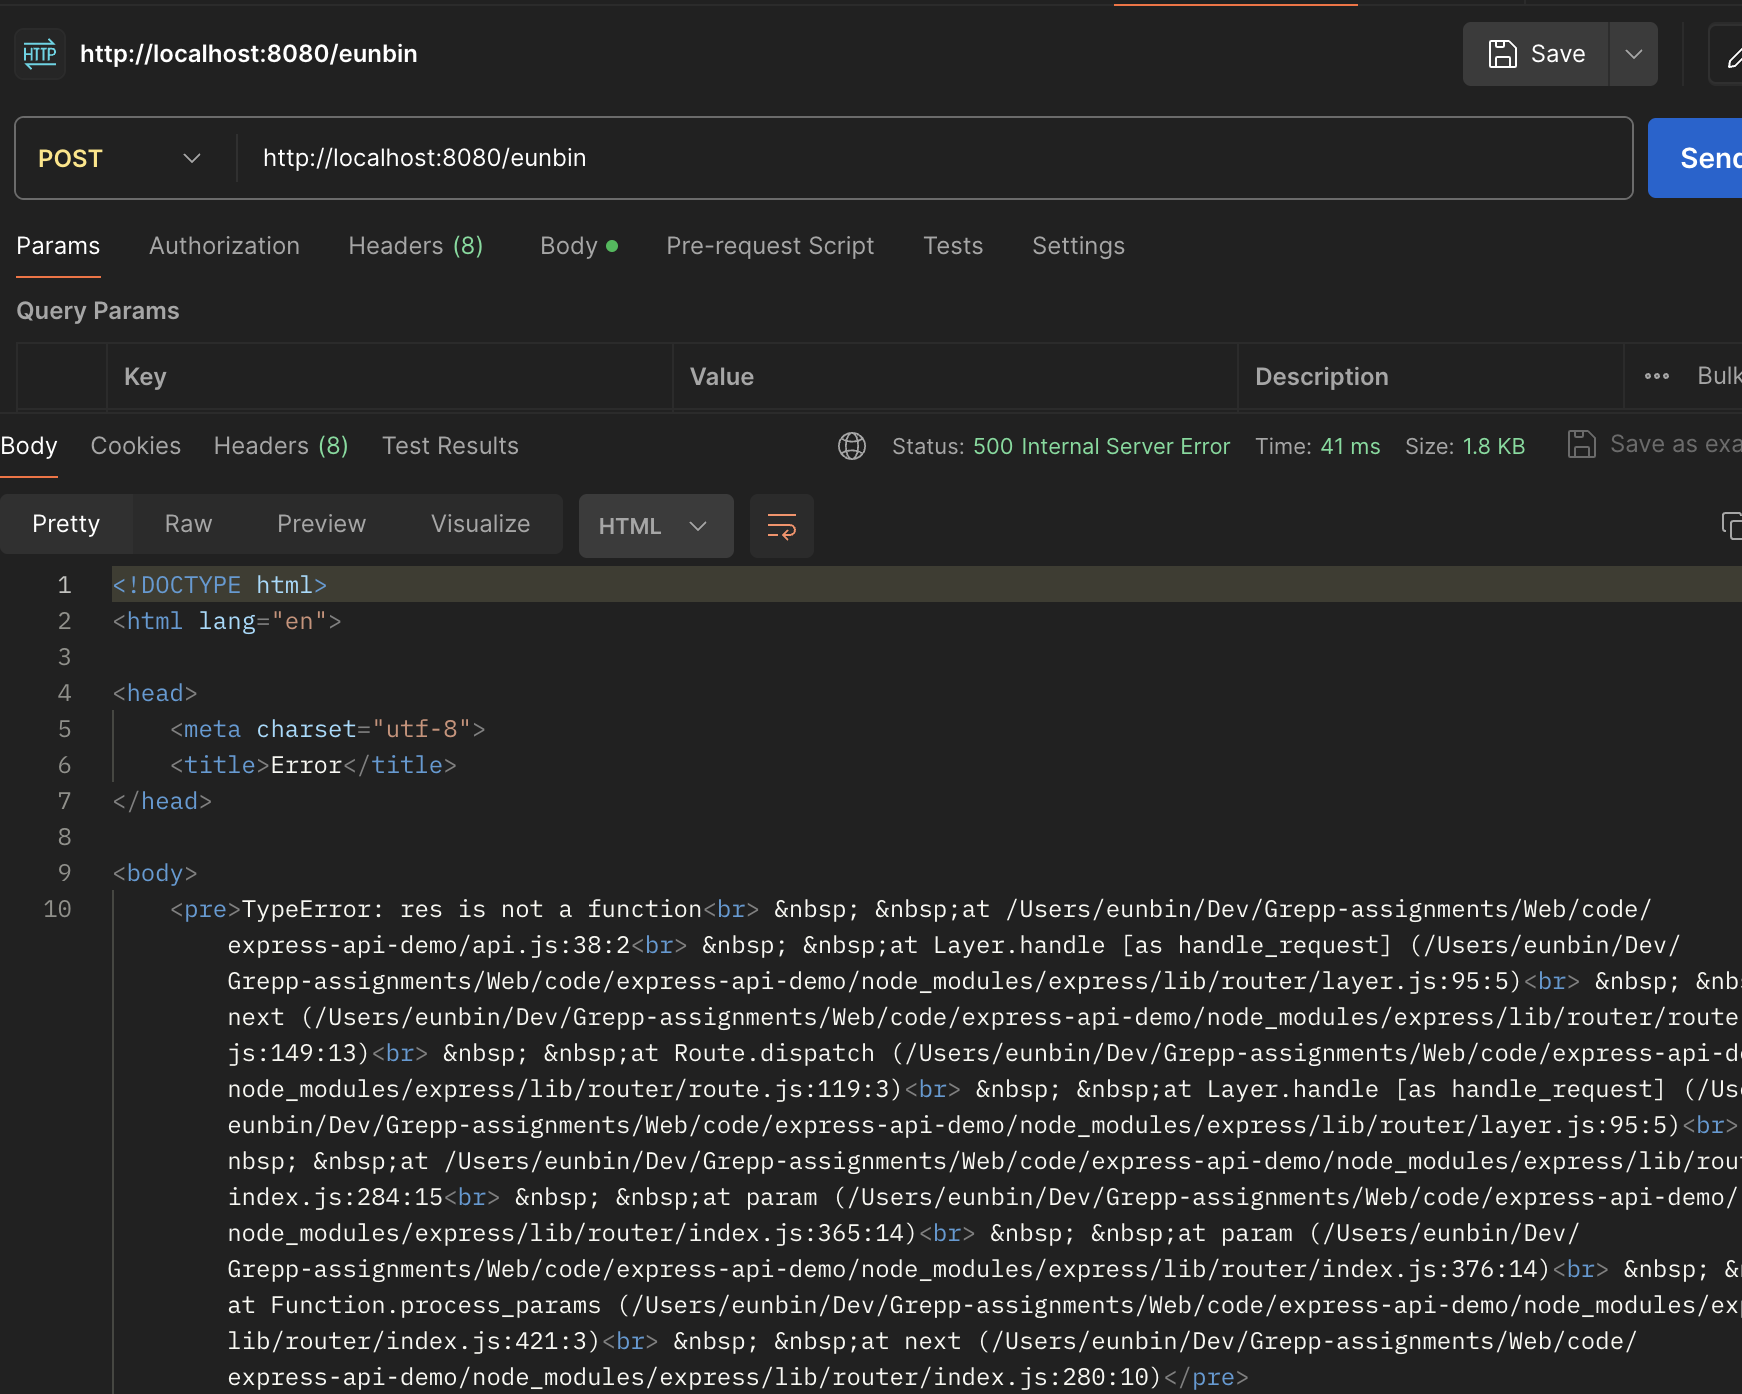 HTTP http://localhost:8080/eunbin Save
POST http://localhost:8080/eunbin Send
Params Authorization Headers (8) Body Pre-request Script Tests Settings
Query Params
Key Value Description Bulk
Body Cookies Headers (8) Test Results Status: 500 Internal Server Error Time: 41 ms Size: 1.8 KB Save as exa
Pretty Raw Preview Visualize HTML
1 <!DOCTYPE html>
2 <html lang="en">
3
4 <head>
5 <meta charset="utf-8">
6 <title>Error</title>
7 </head>
8
9 <body>
10 <pre>TypeError: res is not a function<br> &nbsp; &nbsp;at /Users/eunbin/Dev/Grepp-assignments/Web/code/
express-api-demo/api.js:38:2<br> &nbsp; &nbsp;at Layer.handle [as handle_request] (/Users/eunbin/Dev/
Grepp-assignments/Web/code/express-api-demo/node_modules/express/lib/router/layer.js:95:5)<br> &nbsp; &nb
next (/Users/eunbin/Dev/Grepp-assignments/Web/code/express-api-demo/node_modules/express/lib/router/route
js:149:13)<br> &nbsp; &nbsp;at Route.dispatch (/Users/eunbin/Dev/Grepp-assignments/Web/code/express-api-d
node_modules/express/lib/router/route.js:119:3)<br> &nbsp; &nbsp;at Layer.handle [as handle_request] (/Us
eunbin/Dev/Grepp-assignments/Web/code/express-api-demo/node_modules/express/lib/router/layer.js:95:5)<br>
nbsp; &nbsp;at /Users/eunbin/Dev/Grepp-assignments/Web/code/express-api-demo/node_modules/express/lib/rou
index.js:284:15<br> &nbsp; &nbsp;at param (/Users/eunbin/Dev/Grepp-assignments/Web/code/express-api-demo/
node_modules/express/lib/router/index.js:365:14)<br> &nbsp; &nbsp;at param (/Users/eunbin/Dev/
Grepp-assignments/Web/code/express-api-demo/node_modules/express/lib/router/index.js:376:14)<br> &nbsp; &
at Function.process_params (/Users/eunbin/Dev/Grepp-assignments/Web/code/express-api-demo/node_modules/ex
lib/router/index.js:421:3)<br> &nbsp; &nbsp;at next (/Users/eunbin/Dev/Grepp-assignments/Web/code/
express-api-demo/node_modules/express/lib/router/index.js:280:10)</pre>